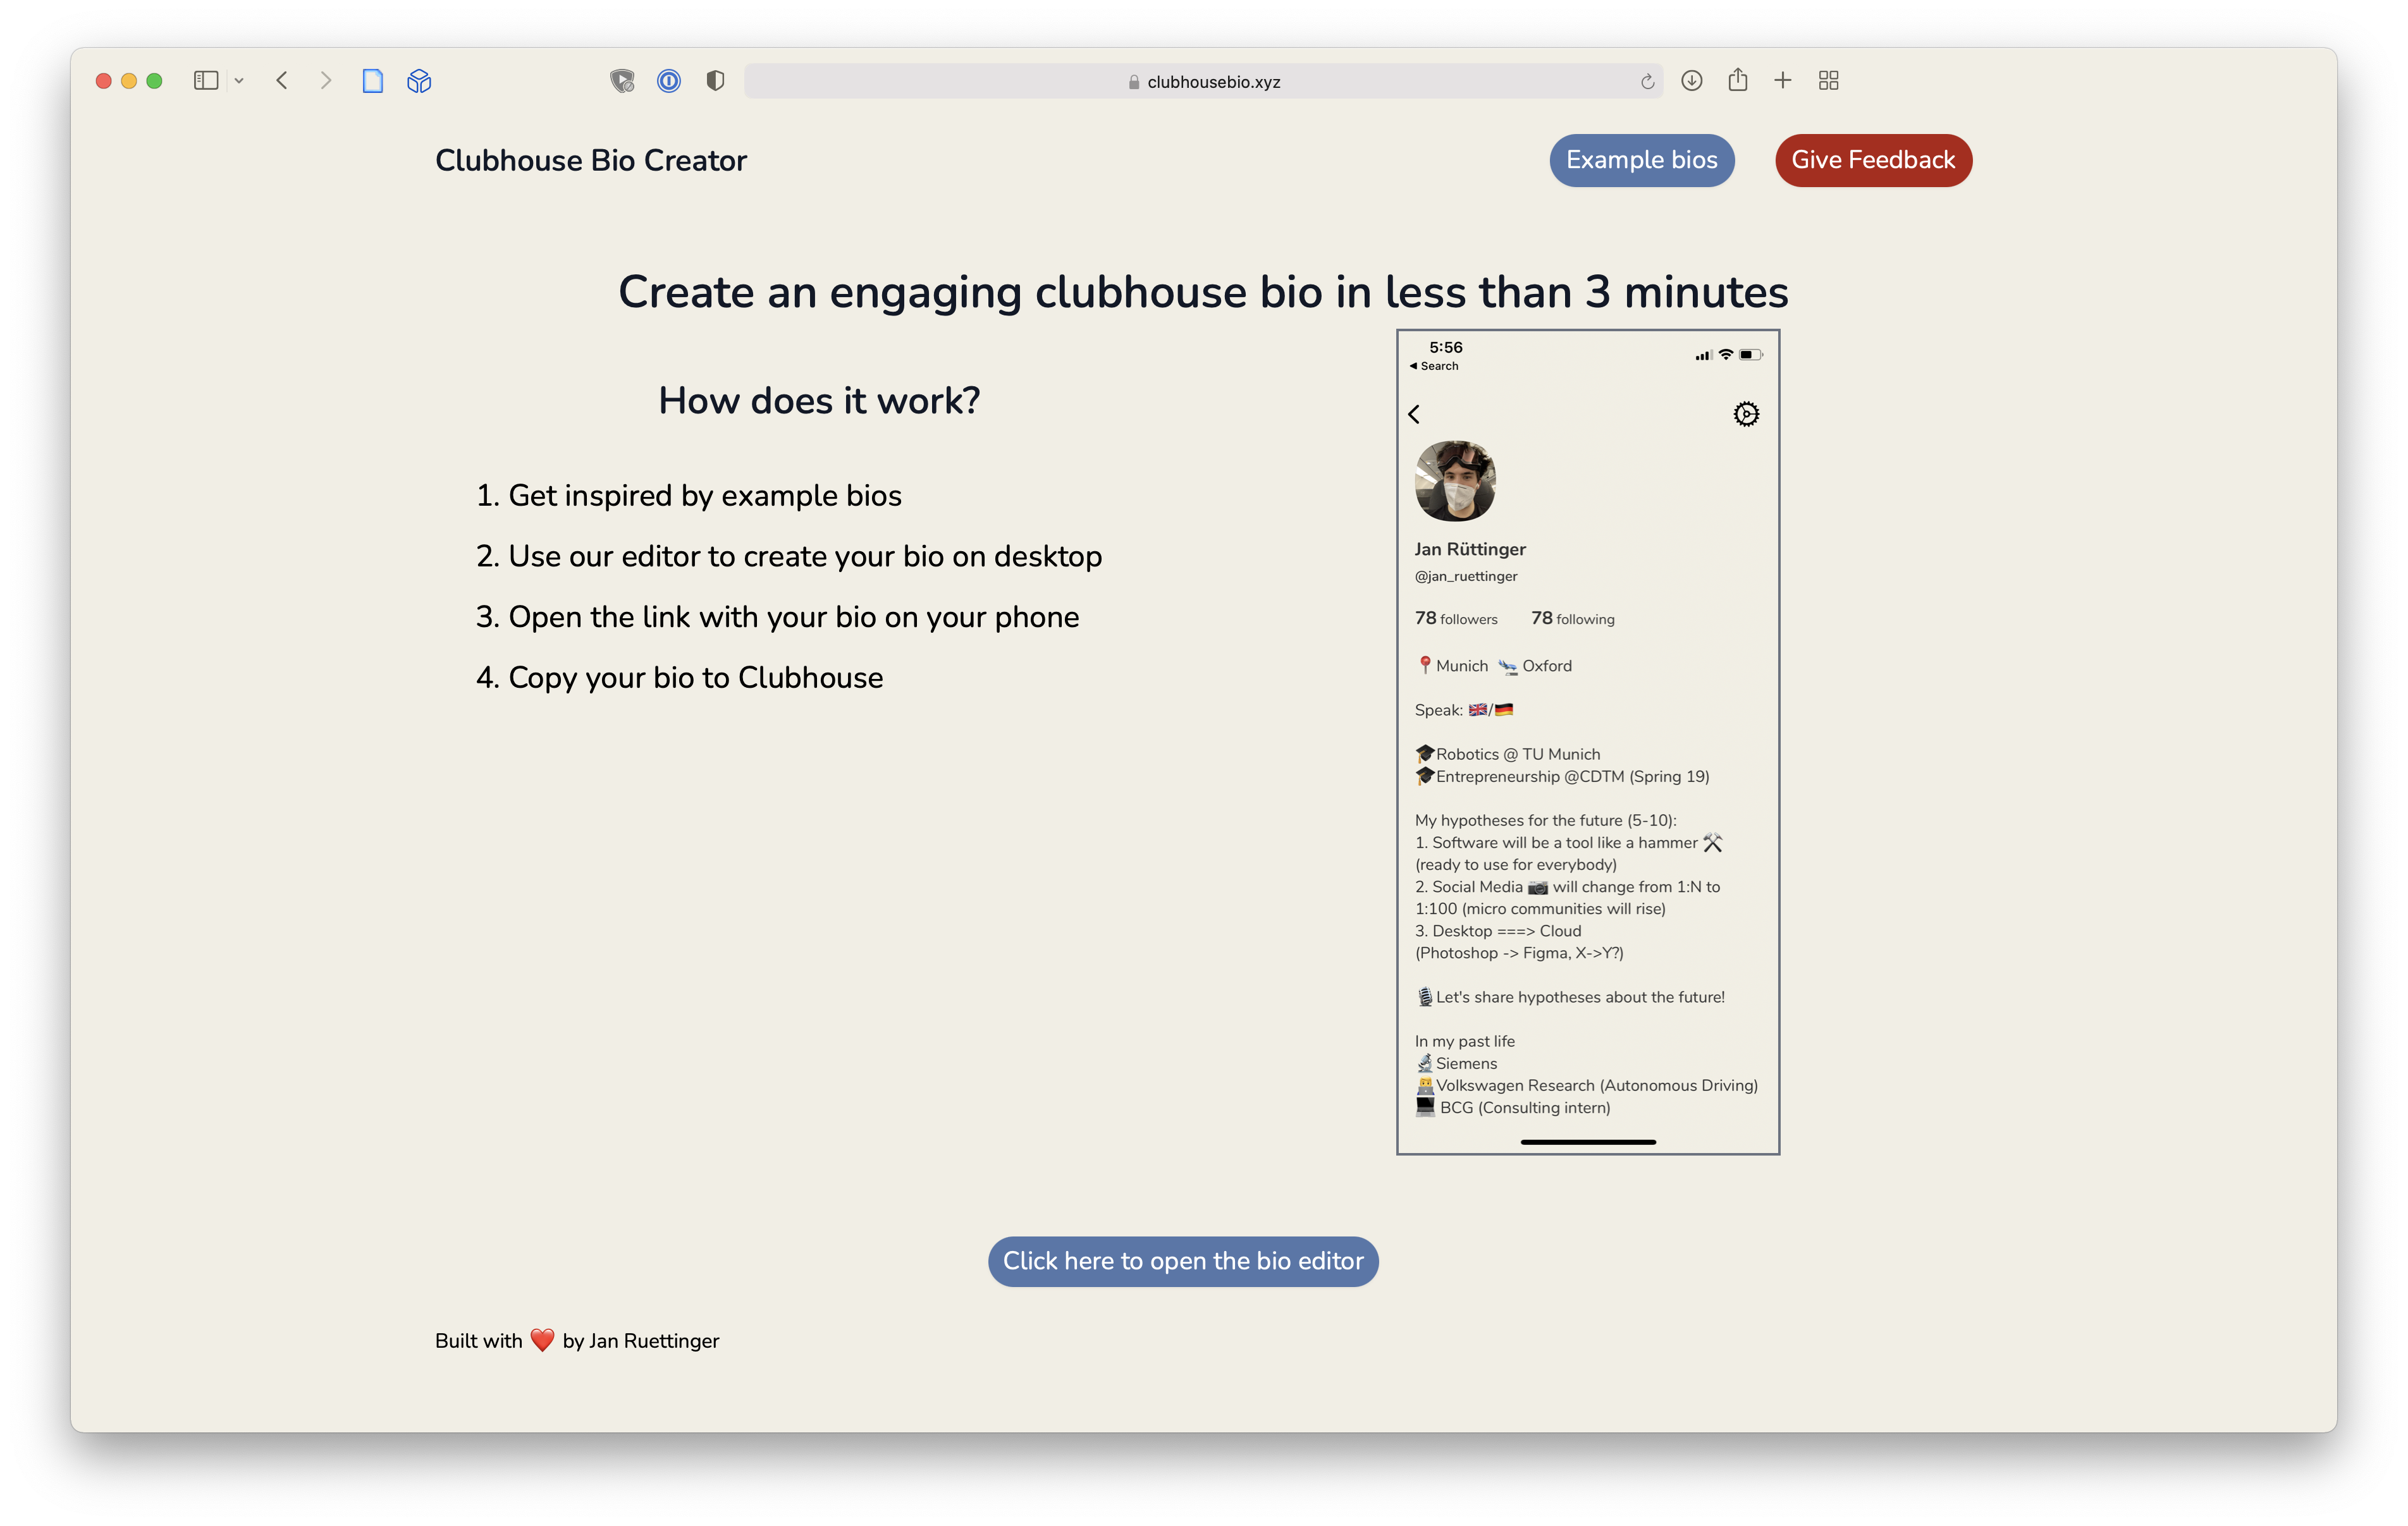 clubhousebio.xyz
Clubhouse Bio Creator
Example bios
Give Feedback
Create an engaging clubhouse bio in less than 3 minutes
How does it work?
1. Get inspired by example bios
2. Use our editor to create your bio on desktop
3. Open the link with your bio on your phone
4. Copy your bio to Clubhouse
5:56
◀ Search
Jan Rüttinger
@jan_ruettinger
78 followers 78 following
📍Munich 🛬 Oxford
Speak: 🇬🇧/🇩🇪
🎓Robotics @ TU Munich
🎓Entrepreneurship @CDTM (Spring 19)
My hypotheses for the future (5-10):
1. Software will be a tool like a hammer ⚒
(ready to use for everybody)
2. Social Media 📷 will change from 1:N to
1:100 (micro communities will rise)
3. Desktop ===> Cloud
(Photoshop -> Figma, X->Y?)
🎙Let's share hypotheses about the future!
In my past life
🔬Siemens
👨‍💻Volkswagen Research (Autonomous Driving)
💻 BCG (Consulting intern)
Click here to open the bio editor
Built with ❤️ by Jan Ruettinger